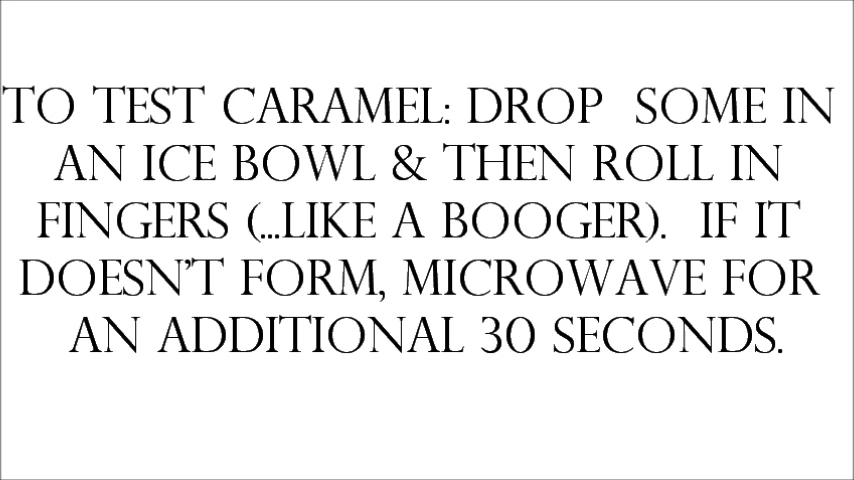 TO TEST CARAMEL: DROP  SOME IN
AN ICE BOWL & THEN ROLL IN
FINGERS (...LIKE A BOOGER).  IF IT
DOESN'T FORM, MICROWAVE FOR
AN ADDITIONAL 30 SECONDS.